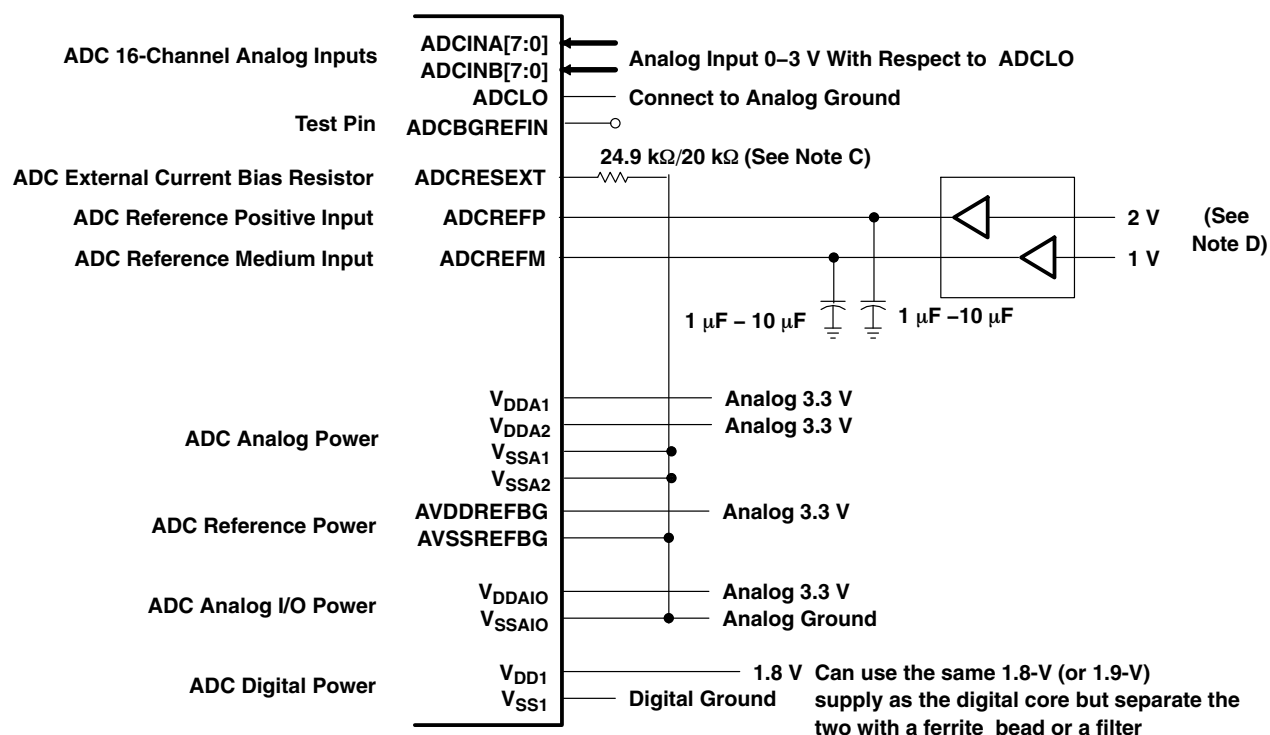 ADC 16-Channel Analog Inputs
ADCINA[7:0]
ADCINB[7:0]
Analog Input 0–3 V With Respect to ADCLO
ADCLO
Connect to Analog Ground
Test Pin
ADCBGREFIN
24.9 kΩ/20 kΩ (See Note C)
ADC External Current Bias Resistor
ADCRESEXT
ADC Reference Positive Input
ADCREFP
2 V
(See
Note D)
ADC Reference Medium Input
ADCREFM
1 V
1 μF – 10 μF
1 μF –10 μF
ADC Analog Power
VDDA1
Analog 3.3 V
VDDA2
Analog 3.3 V
VSSA1
VSSA2
ADC Reference Power
AVDDREFBG
Analog 3.3 V
AVSSREFBG
ADC Analog I/O Power
VDDAIO
Analog 3.3 V
VSSAIO
Analog Ground
ADC Digital Power
VDD1
1.8 V
Can use the same 1.8-V (or 1.9-V)
supply as the digital core but separate the
two with a ferrite bead or a filter
VSS1
Digital Ground